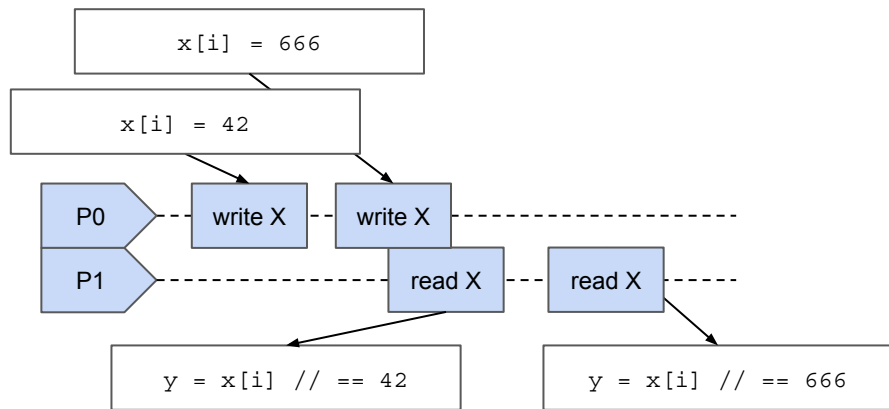 x[i] = 666
x[i] = 42
P0
write X
write X
P1
read X
read X
y = x[i] // == 42
y = x[i] // == 666